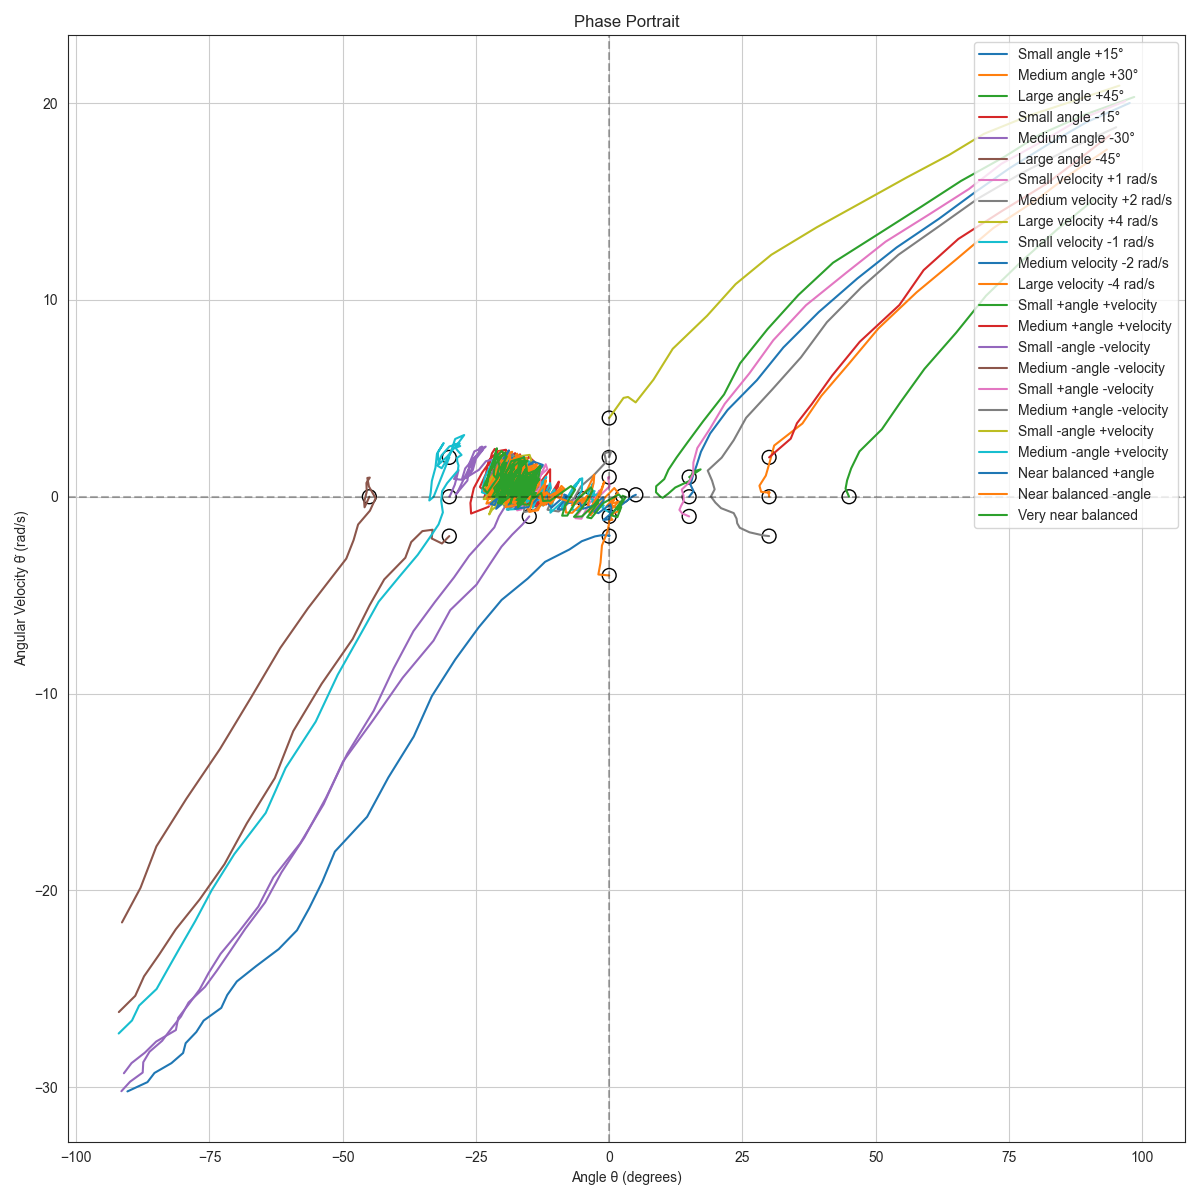 Phase Portrait
20
10
0
−10
−20
−30
Angular Velocity θ̇ (rad/s)
Small angle +15°
Medium angle +30°
Large angle +45°
Small angle -15°
Medium angle -30°
Large angle -45°
Small velocity +1 rad/s
Medium velocity +2 rad/s
Large velocity +4 rad/s
Small velocity -1 rad/s
Medium velocity -2 rad/s
Large velocity -4 rad/s
Small +angle +velocity
Medium +angle +velocity
Small -angle -velocity
Medium -angle -velocity
Small +angle -velocity
Medium +angle -velocity
Small -angle +velocity
Medium -angle +velocity
Near balanced +angle
Near balanced -angle
Very near balanced
−100 −75 −50 −25 0 25 50 75 100
Angle θ (degrees)